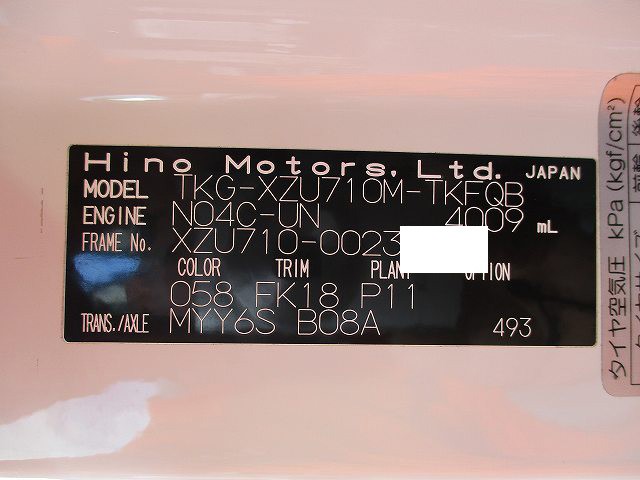 Hino Motors, Ltd. JAPAN
MODEL TKG-XZU710M-TKFQB
ENGINE N04C-UN 4009 mL
FRAME No. XZU710-0023
COLOR TRIM PLANT OPTION
058 FK18 P11
TRANS./AXLE MYY6S B08A 493
タイヤ空気圧 kPa (kgf/cm²)